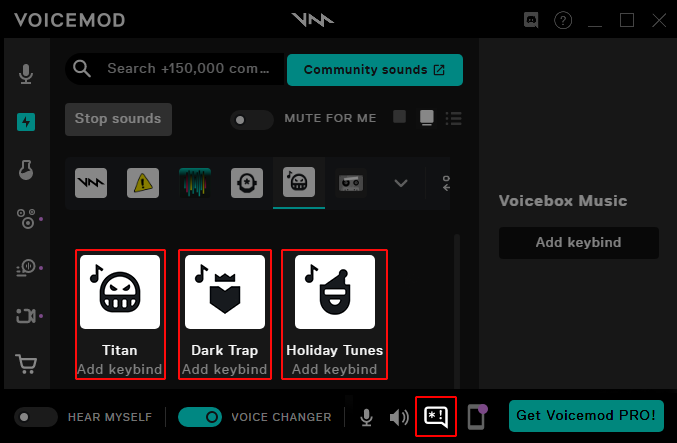 VOICEMOD
Search +150,000 com...
Community sounds
Stop sounds
MUTE FOR ME
Voicebox Music
Add keybind
Titan
Add keybind
Dark Trap
Add keybind
Holiday Tunes
Add keybind
HEAR MYSELF
VOICE CHANGER
Get Voicemod PRO!